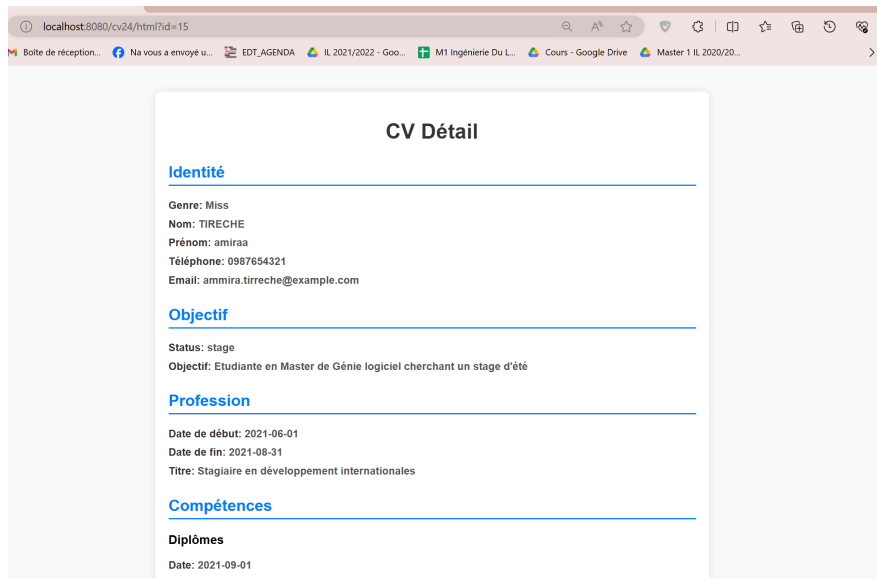 localhost:8080/cv24/html?id=15
Boîte de réception... Na vous a envoyé u... EDT_AGENDA IL 2021/2022 - Goo... M1 Ingénierie Du L... Cours - Google Drive Master 1 IL 2020/20...
CV Détail
Identité
Genre: Miss
Nom: TIRECHE
Prénom: amiraa
Téléphone: 0987654321
Email: ammira.tirreche@example.com
Objectif
Status: stage
Objectif: Etudiante en Master de Génie logiciel cherchant un stage d'été
Profession
Date de début: 2021-06-01
Date de fin: 2021-08-31
Titre: Stagiaire en développement internationales
Compétences
Diplômes
Date: 2021-09-01